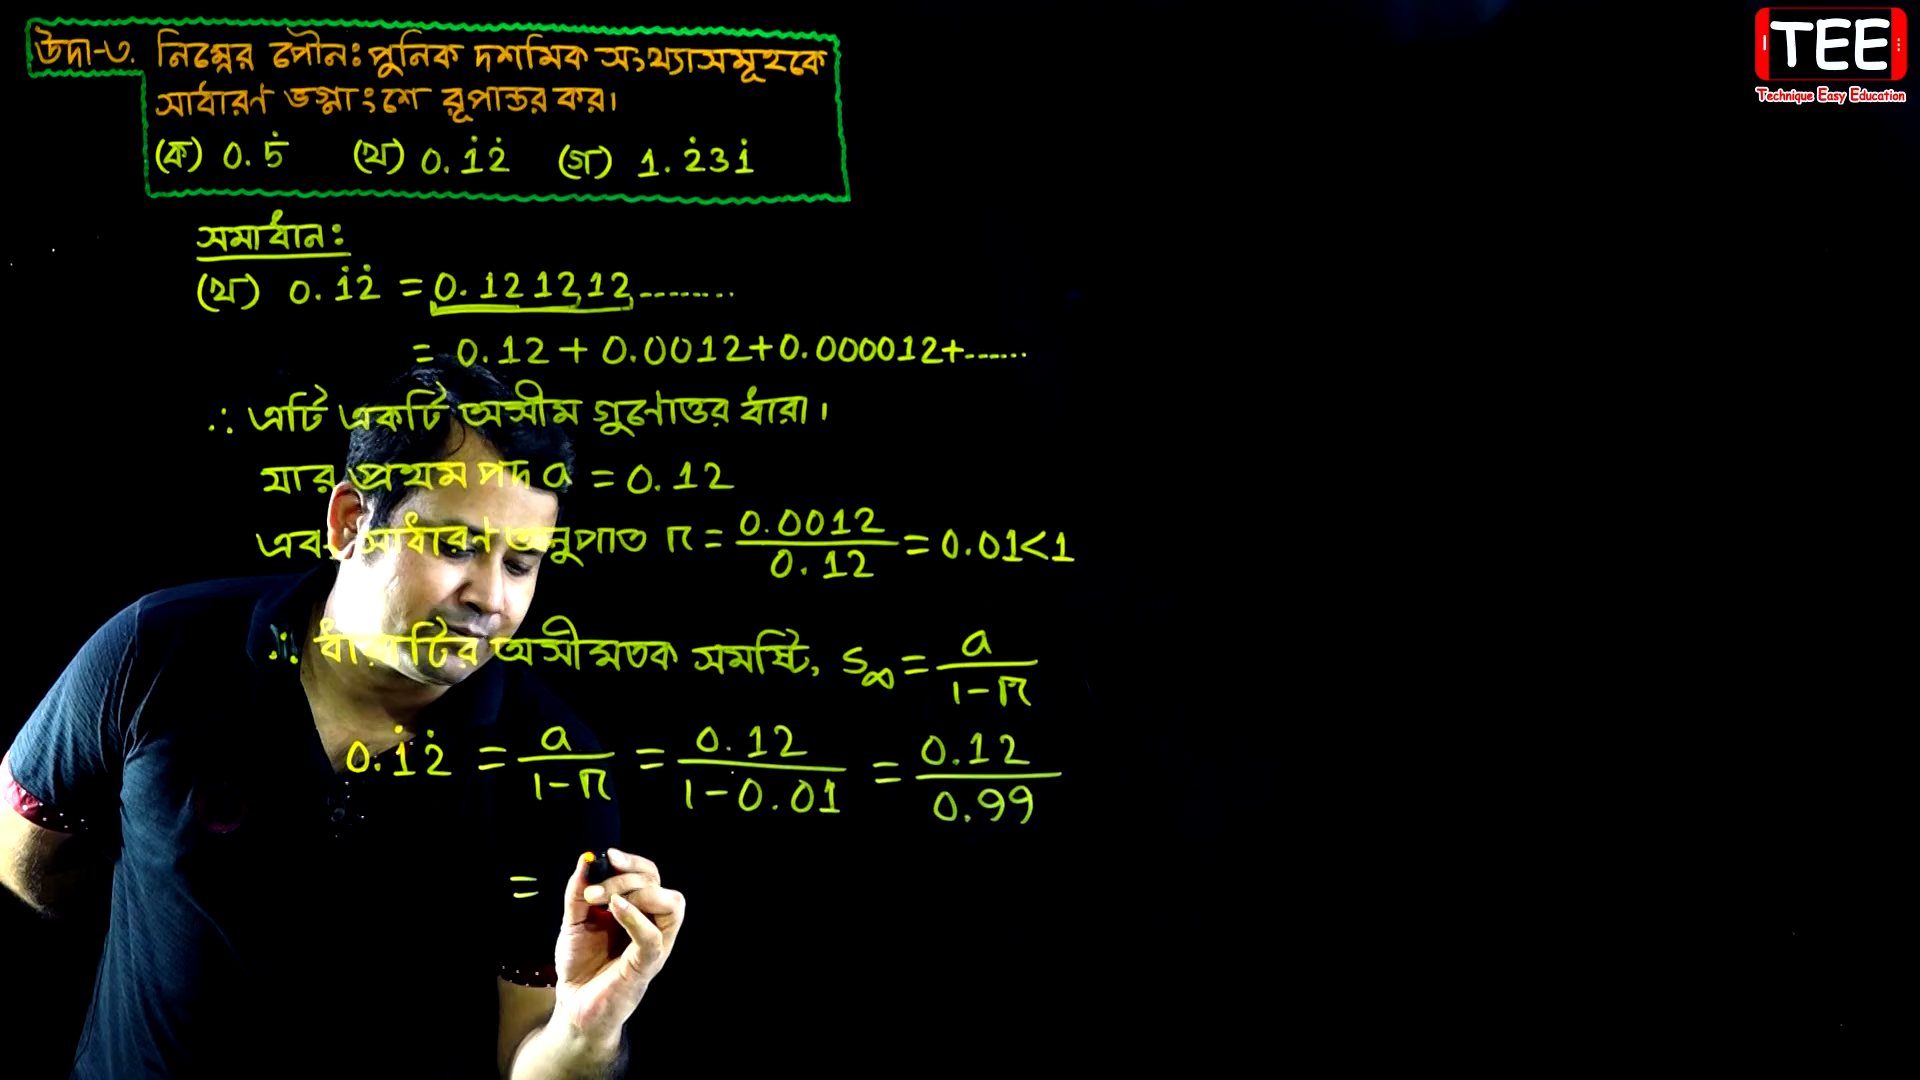 TEE
Technique Easy Education
উদা-৩. নিম্নের পৌনঃপুনিক দশমিক সংখ্যাসমূহকে
সাধারণ ভগ্নাংশে রূপান্তর কর।
(ক) 0.5̇ (খ) 0.1̇2̇ (গ) 1.2̇31̇
সমাধানঃ
(খ) 0.1̇2̇ = 0.121212........
= 0.12 + 0.0012+0.000012+......
∴ এটি একটি অসীম গুণোত্তর ধারা।
যার প্রথম পদ a = 0.12
এবং সাধারণ অনুপাত r = 0.0012/0.12 = 0.01<1
∴ ধারাটির অসীমতক সমষ্টি, S∞ = a/1-r
0.1̇2̇ = a/1-r = 0.12/1-0.01 = 0.12/0.99
=